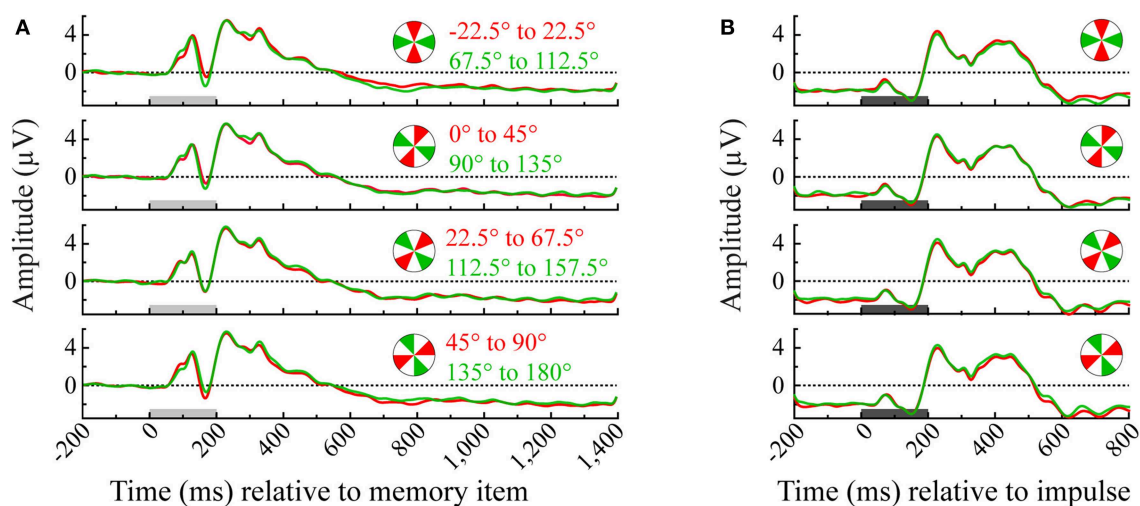 A
B
Amplitude (µV)
4
0
-22.5° to 22.5°
67.5° to 112.5°
4
0
0° to 45°
90° to 135°
4
0
22.5° to 67.5°
112.5° to 157.5°
4
0
45° to 90°
135° to 180°
-200 0 200 400 600 800 1,000 1,200 1,400
Time (ms) relative to memory item
Amplitude (µV)
4
0
4
0
4
0
4
0
-200 0 200 400 600 800
Time (ms) relative to impulse